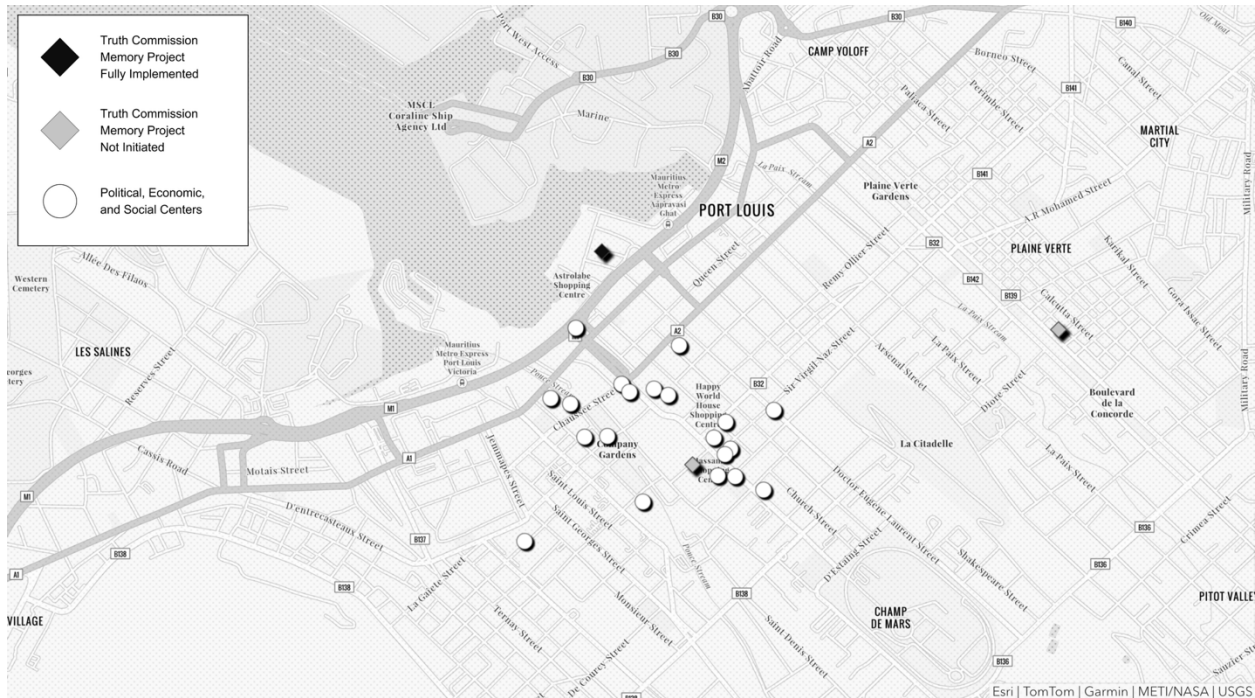 Truth Commission
Memory Project
Fully Implemented
Truth Commission
Memory Project
Not Initiated
Political, Economic,
and Social Centers
B30
B30
B30
B30
Port West Access
Abattoir Road
CAMP YOLOFF
B140
Old Moat
Borneo Street
Canal Street
B141
MSCL
Coraline Ship
Agency Ltd
Marine
Paliaca Street
Perimbe Street
MARTIAL
CITY
A2
M2
La Paix Stream
B141
Military Road
Mauritius
Metro
Express
Aapravasi
Ghat
Plaine Verte
Gardens
A.R Mohamed Street
PORT LOUIS
B32
PLAINE VERTE
Karikal Street
Allée Des Filaos
Queen Street
Remy Ollier Street
Western
Cemetery
Astrolabe
Shopping
Centre
B142
B139
Calcutta Street
Gora Issac Street
La Paix Stream
LES SALINES
Reserves Street
Mauritius
Metro Express
Port Louis
Victoria
A2
Sir Virgil Naz Street
Arsenal Street
La Paix Street
Military Road
B32
Diore Street
Happy
World
House
Shopping
Boulevard
de la
Concorde
M1
Chaussee Street
La Citadelle
Gardens
Cassis Road
Motais Street
A1
Jemmapes Street
La Paix Street
M1
Saint Louis Street
Church Street
Doctor Eugene Laurent Street
D'entrecasteaux Street
Saint Georges Street
B137
B136
Crimea Street
B138
Ponce Stream
D'Estaing Street
Shakespeare Street
A1
La Gaiete Street
B136
B138
B138
PITOT VALLEY
VILLAGE
Ternay Street
Monsieur Street
Saint Denis Street
CHAMP
DE MARS
De Courcy Street
B136
Sauzier Street
Esri | TomTom | Garmin | METI/NASA | USGS